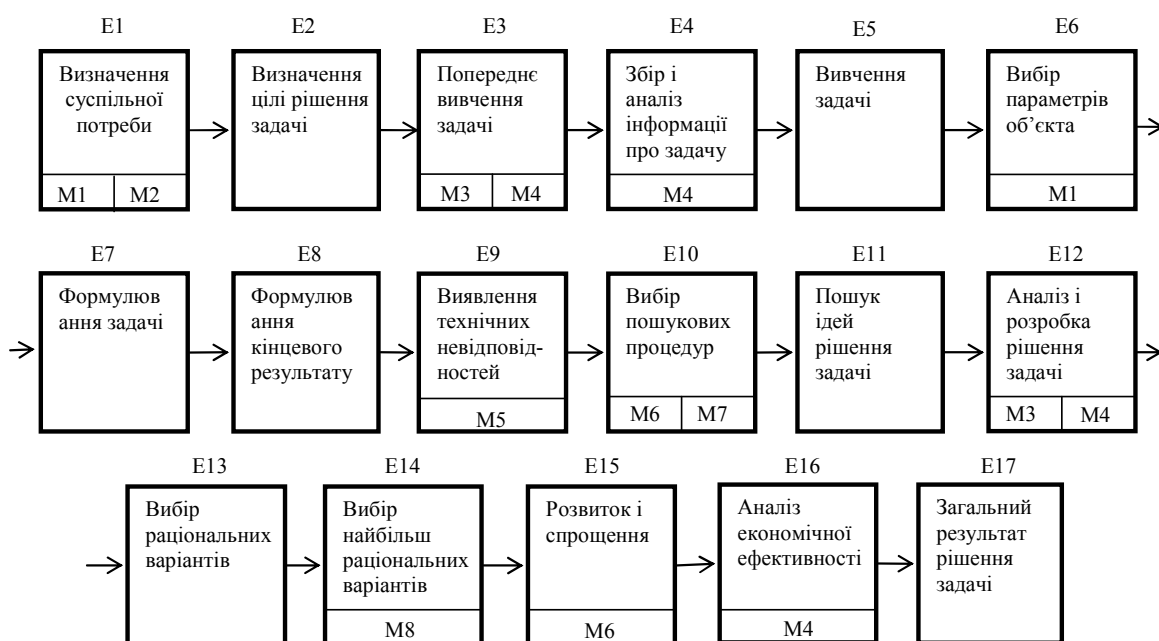 E1 E2 E3 E4 E5 E6
Визначення
суспільної
потреби
M1 M2
Визначення
цілі рішення
задачі
Попереднє
вивчення
задачі
M3 M4
Збір і
аналіз
інформації
про задачу
M4
Вивчення
задачі
Вибір
параметрів
об’єкта
M1
E7 E8 E9 E10 E11 E12
Формулюв
ання задачі
Формулюв
ання
кінцевого
результату
Виявлення
технічних
невідповід-
ностей
M5
Вибір
пошукових
процедур
M6 M7
Пошук
ідей
рішення
задачі
Аналіз і
розробка
рішення
задачі
M3 M4
E13 E14 E15 E16 E17
Вибір
раціональних
варіантів
Вибір
найбільш
раціональних
варіантів
M8
Розвиток і
спрощення
M6
Аналіз
економічної
ефективності
M4
Загальний
результат
рішення
задачі